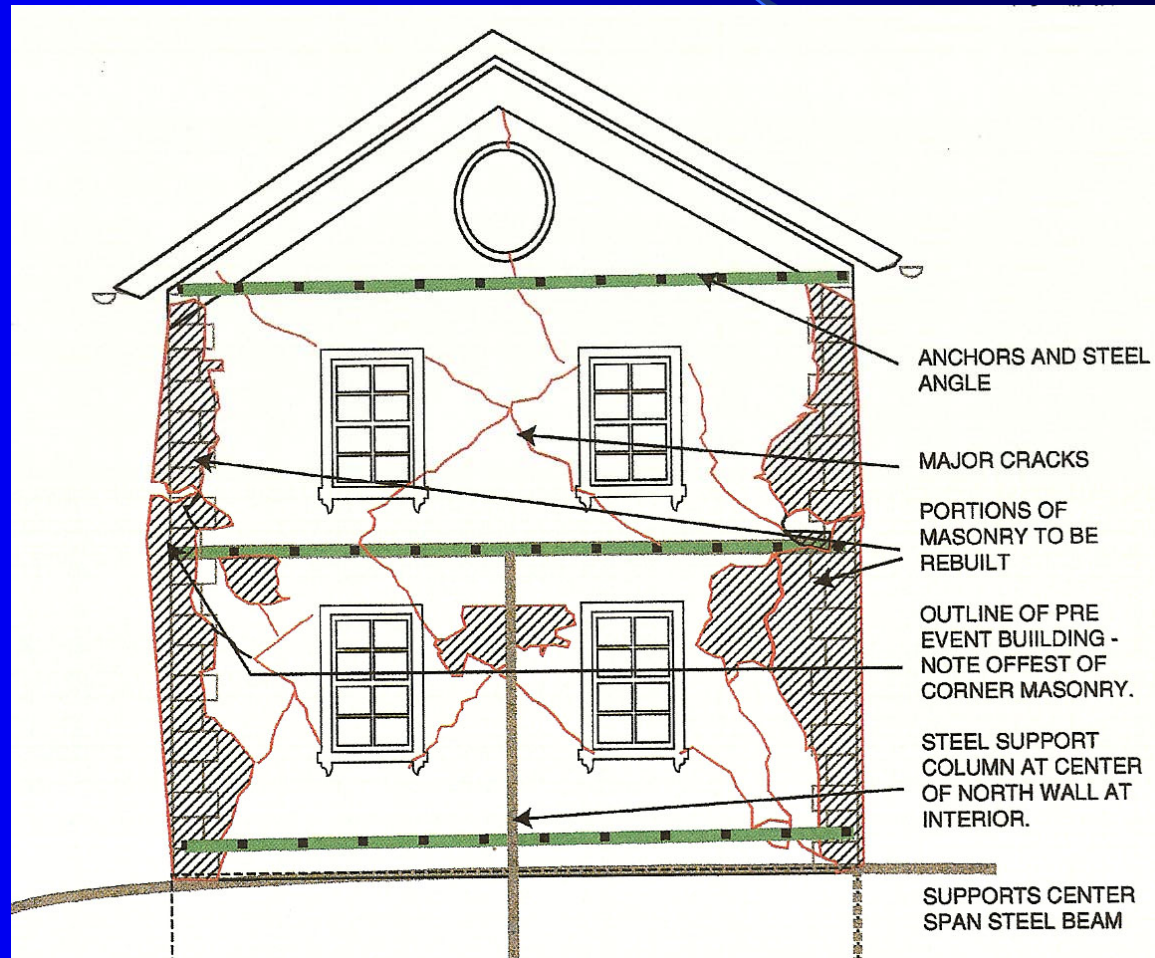 ANCHORS AND STEEL
ANGLE
MAJOR CRACKS
PORTIONS OF
MASONRY TO BE
REBUILT
OUTLINE OF PRE
EVENT BUIILDING -
NOTE OFFEST OF
CORNER MASONRY.
STEEL SUPPORT
COLUMN AT CENTER
OF NORTH WALL AT
INTERIOR.
SUPPORTS CENTER
SPAN STEEL BEAM